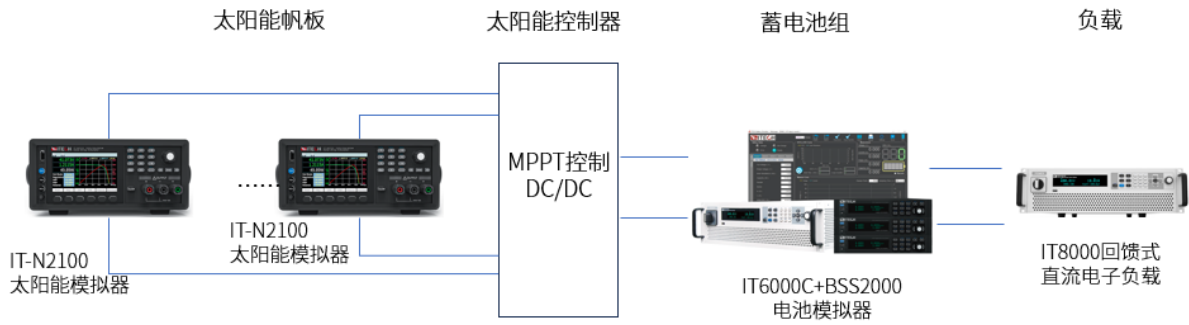 太阳能帆板
太阳能控制器
蓄电池组
负载
MPPT控制
DC/DC
......
IT-N2100
太阳能模拟器
IT-N2100
太阳能模拟器
IT6000C+BSS2000
电池模拟器
IT8000回馈式
直流电子负载